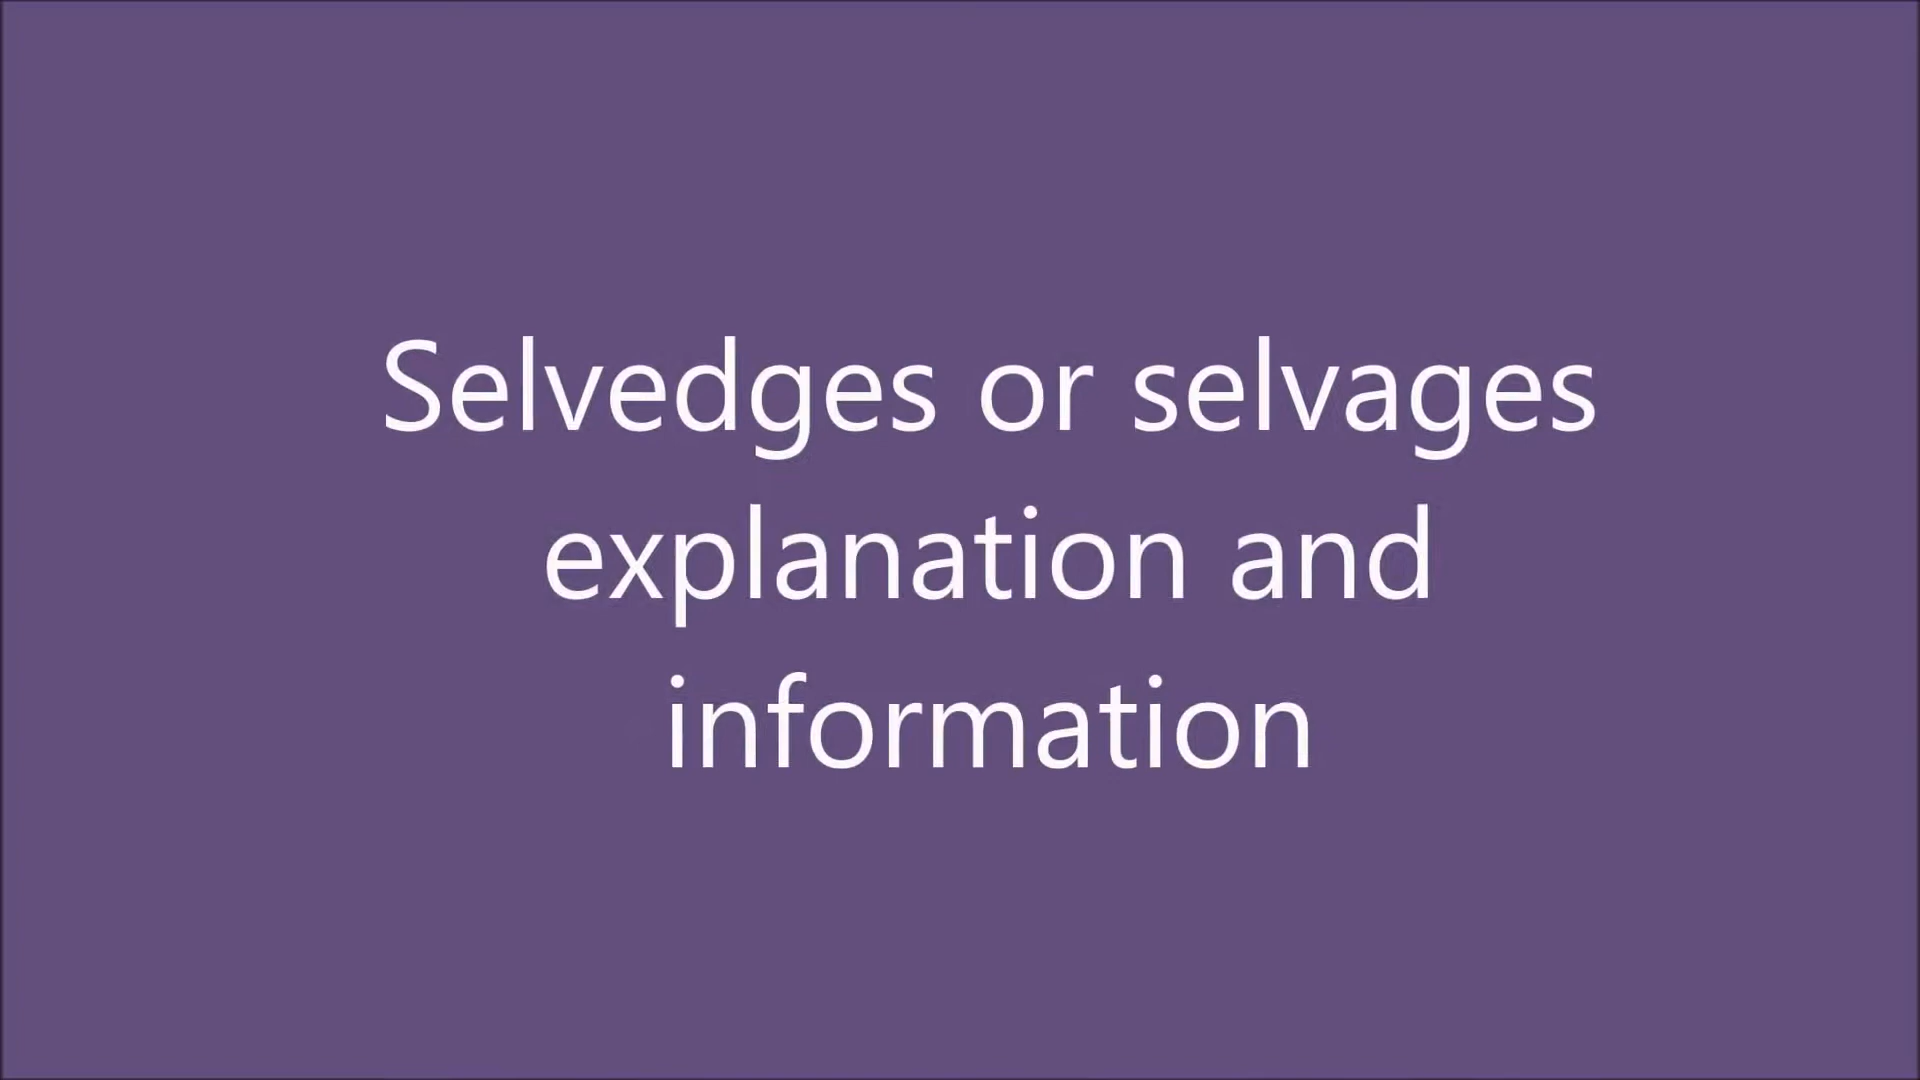 Selvedges or selvages
explanation and
information